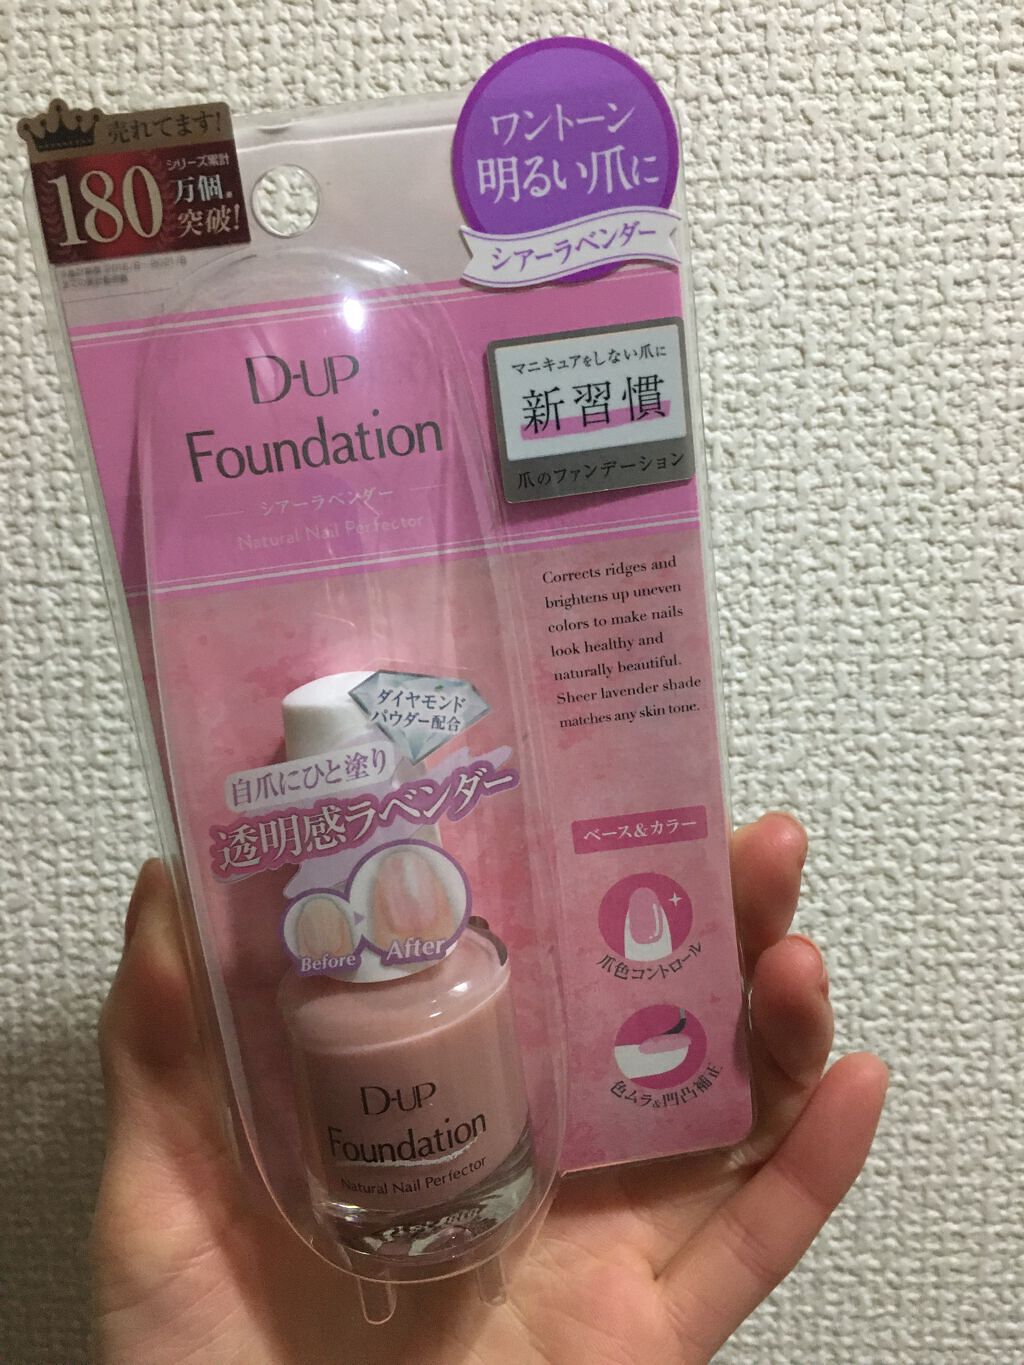 売れてます!
シリーズ累計
180万個※
突破!
ワントーン
明るい爪に
シアーラベンダー
D-UP
Foundation
シアーラベンダー
Natural Nail Perfector
マニキュアをしない爪に
新習慣
爪のファンデーション
Corrects ridges and
brightens up uneven
colors to make nails
look healthy and
naturally beautiful.
Sheer lavender shade
matches any skin tone.
ダイヤモンド
パウダー配合
自爪にひと塗り
透明感ラベンダー
Before
After
ベース&カラー
爪色コントロール
色ムラ&凹凸補正
D-UP
Foundation
Natural Nail Perfector